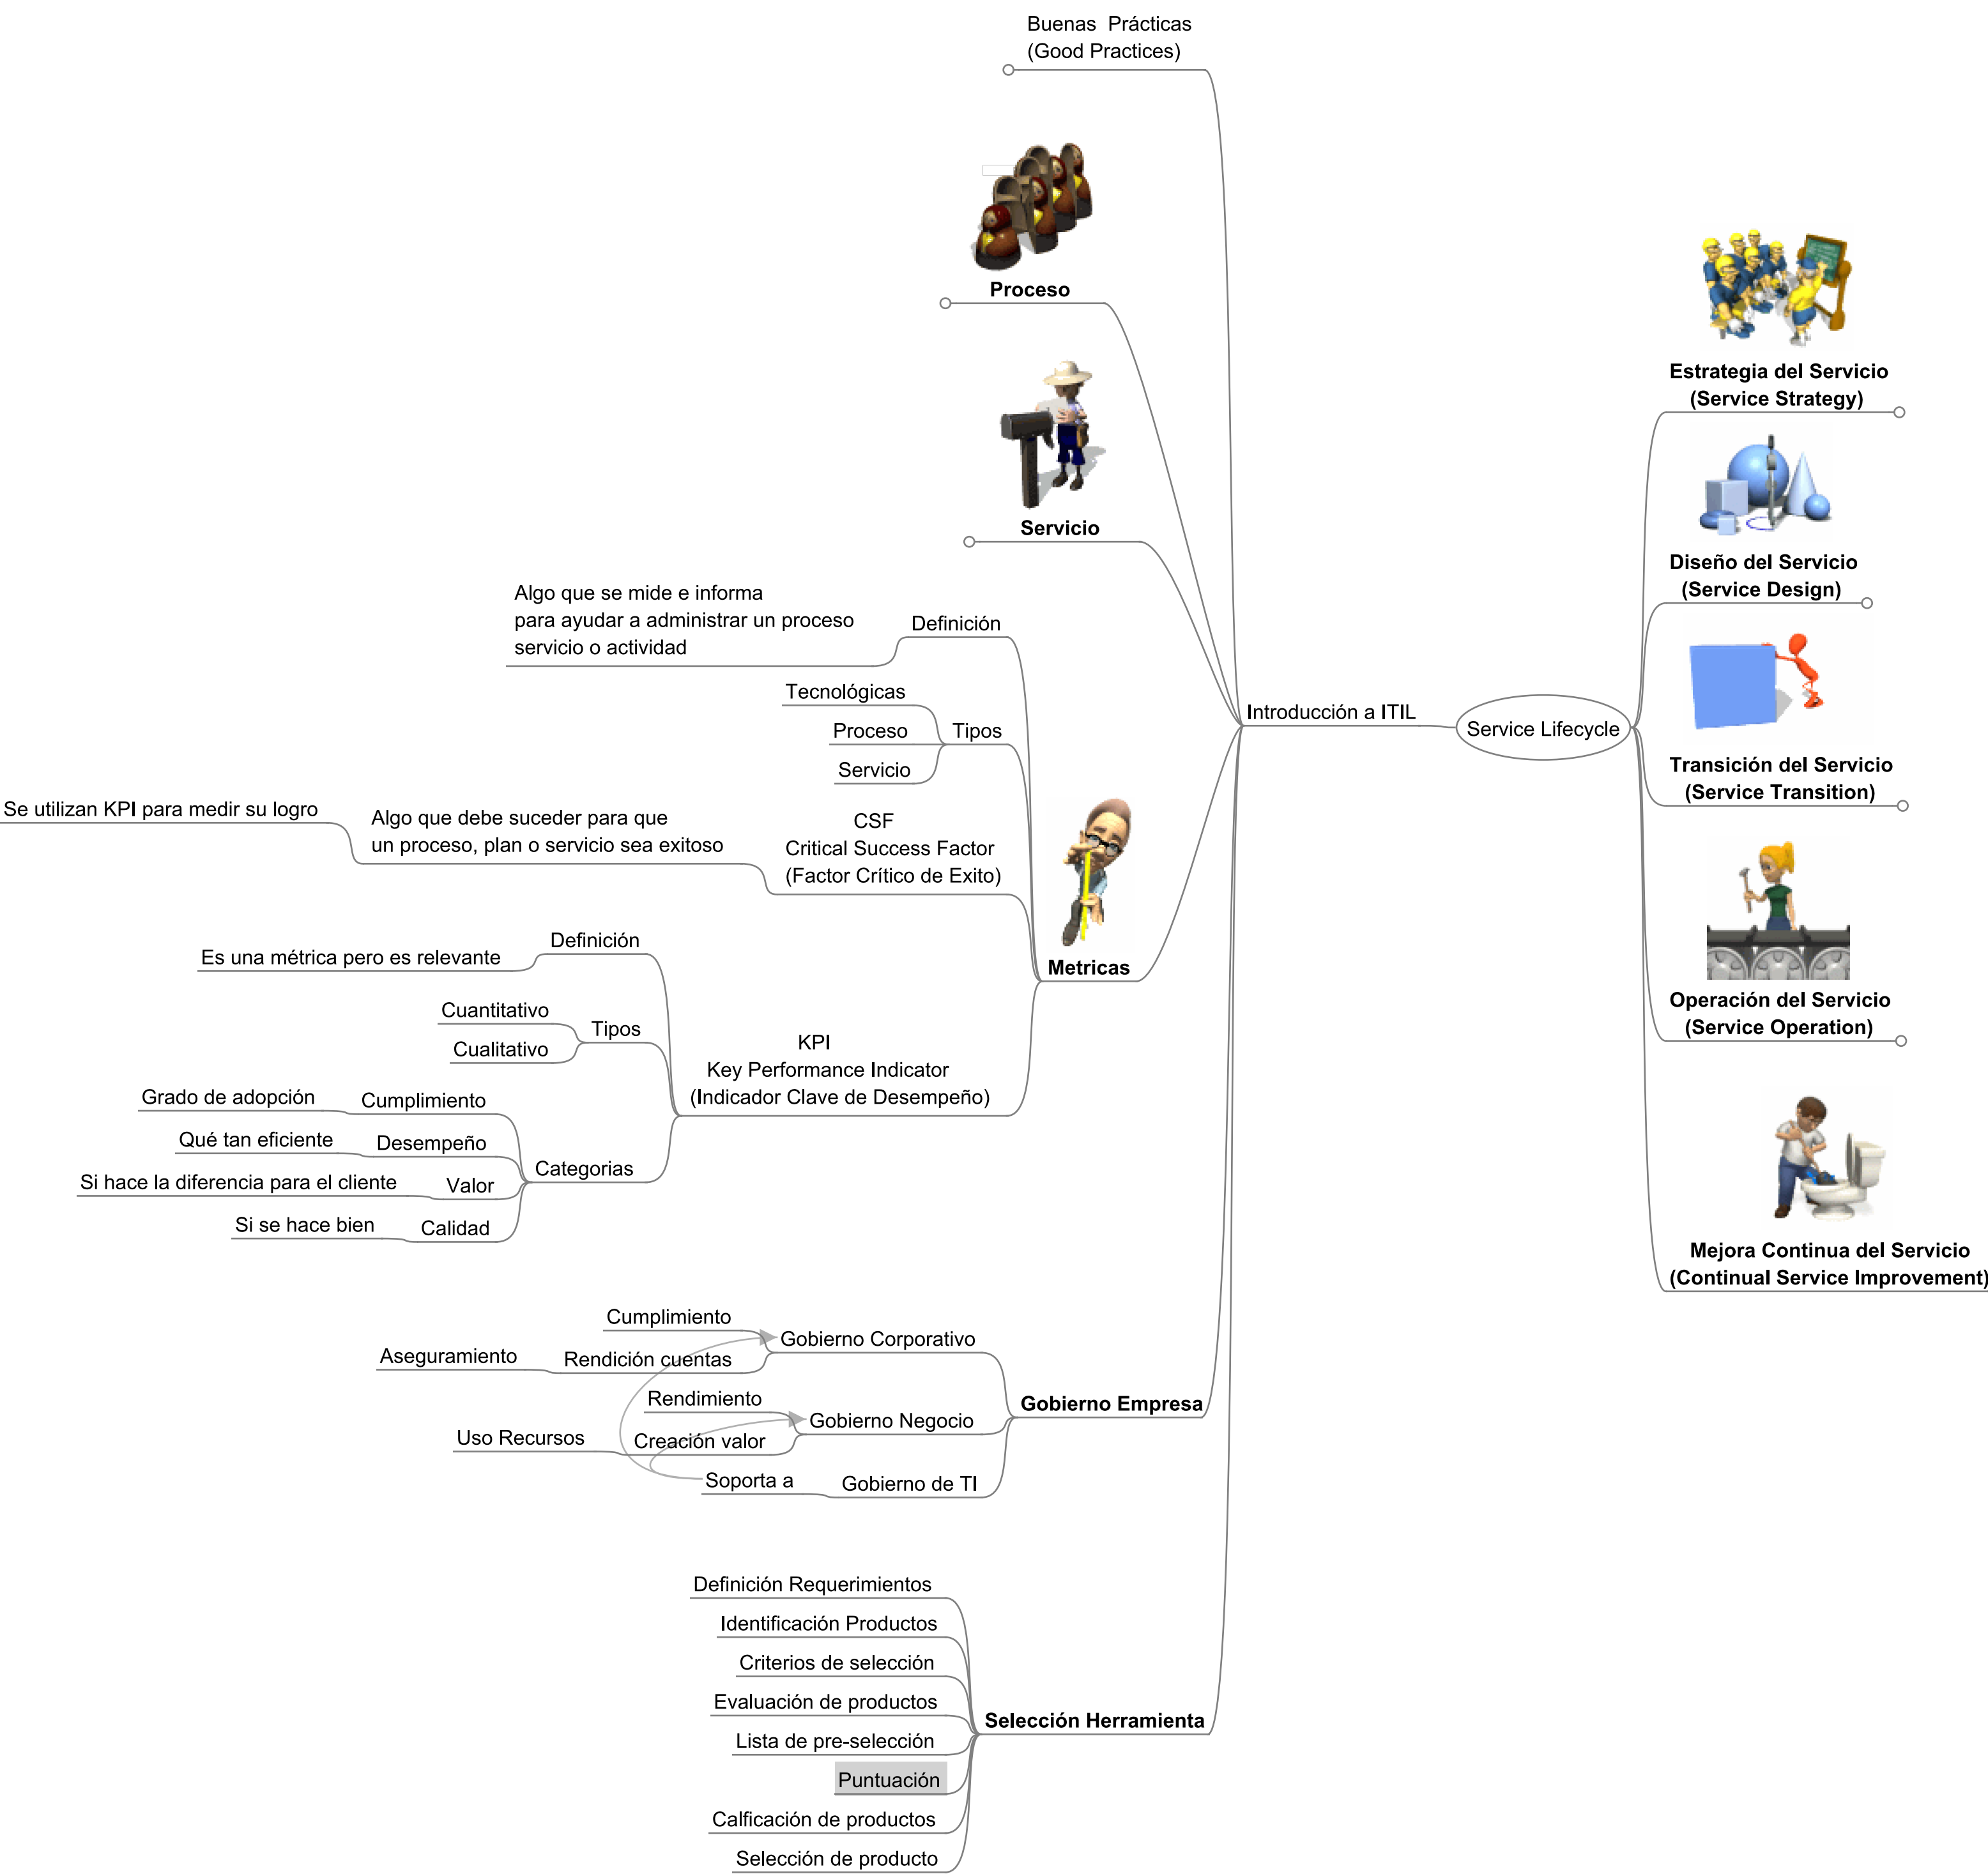 Buenas  Prácticas
(Good Practices)
Proceso
Servicio
Algo que se mide e informa
para ayudar a administrar un proceso
servicio o actividad
Definición
Tecnológicas
Proceso
Servicio
Tipos
Se utilizan KPI para medir su logro
Algo que debe suceder para que
un proceso, plan o servicio sea exitoso
CSF
Critical Success Factor
(Factor Crítico de Exito)
Metricas
Es una métrica pero es relevante
Definición
Cuantitativo
Cualitativo
Tipos
KPI
Key Performance Indicator
(Indicador Clave de Desempeño)
Grado de adopción
Cumplimiento
Qué tan eficiente
Desempeño
Si hace la diferencia para el cliente
Valor
Si se hace bien
Calidad
Categorias
Cumplimiento
Aseguramiento
Rendición cuentas
Gobierno Corporativo
Rendimiento
Uso Recursos
Creación valor
Gobierno Negocio
Soporta a
Gobierno de TI
Gobierno Empresa
Definición Requerimientos
Identificación Productos
Criterios de selección
Evaluación de productos
Lista de pre-selección
Puntuación
Calficación de productos
Selección de producto
Selección Herramienta
Introducción a ITIL
Service Lifecycle
Estrategia del Servicio
(Service Strategy)
Diseño del Servicio
(Service Design)
Transición del Servicio
(Service Transition)
Operación del Servicio
(Service Operation)
Mejora Continua del Servicio
(Continual Service Improvement)